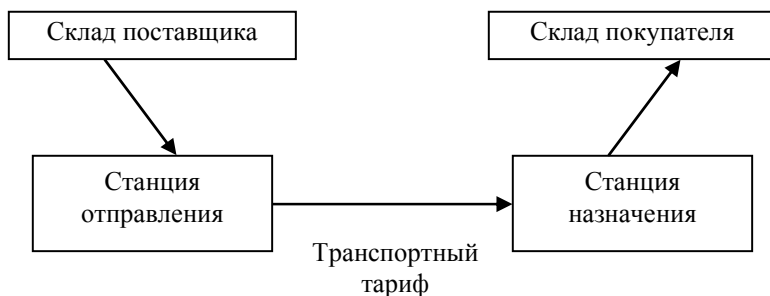 Склад поставщика
Склад покупателя
Станция
отправления
Станция
назначения
Транспортный
тариф